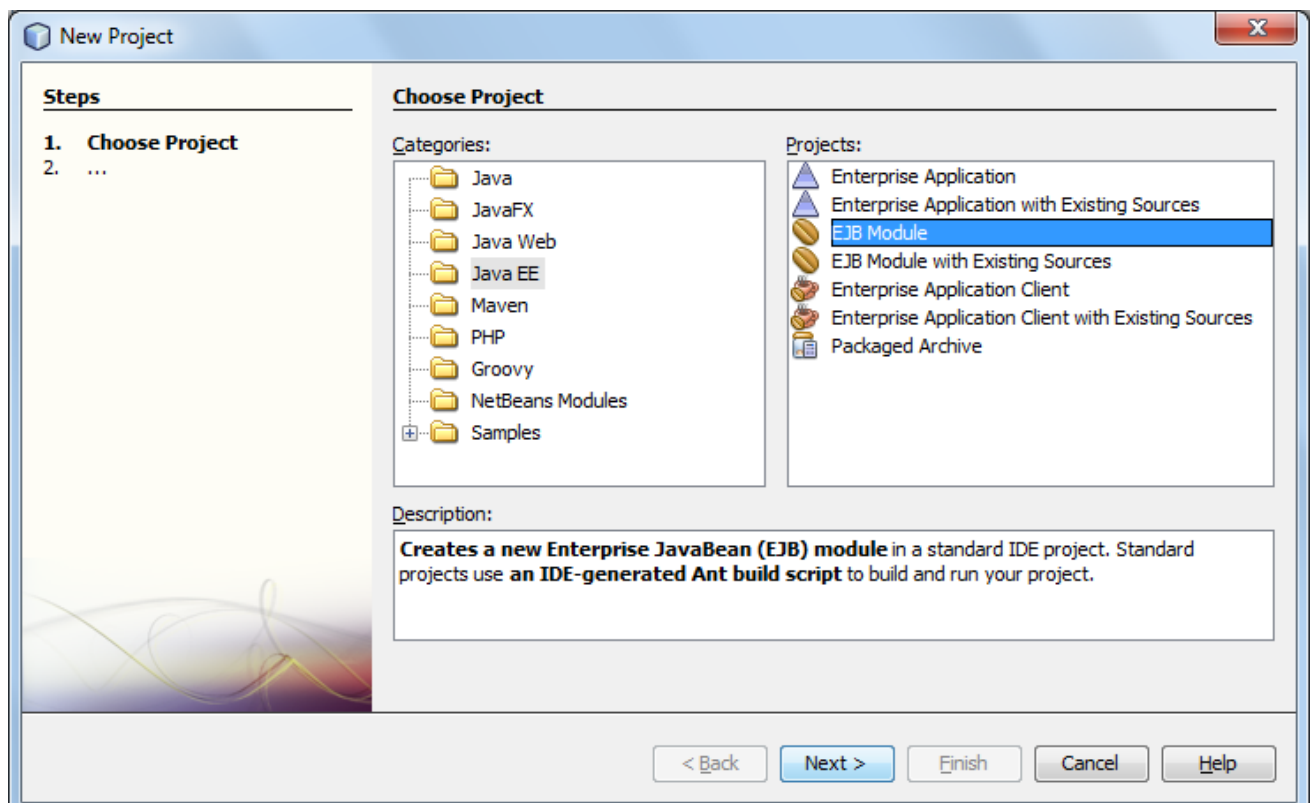 New Project
Steps
1. Choose Project
2. ...
Choose Project
Categories:
Java
JavaFX
Java Web
Java EE
Maven
PHP
Groovy
NetBeans Modules
Samples
Projects:
Enterprise Application
Enterprise Application with Existing Sources
EJB Module
EJB Module with Existing Sources
Enterprise Application Client
Enterprise Application Client with Existing Sources
Packaged Archive
Description:
Creates a new Enterprise JavaBean (EJB) module in a standard IDE project. Standard
projects use an IDE-generated Ant build script to build and run your project.
< Back Next > Finish Cancel Help